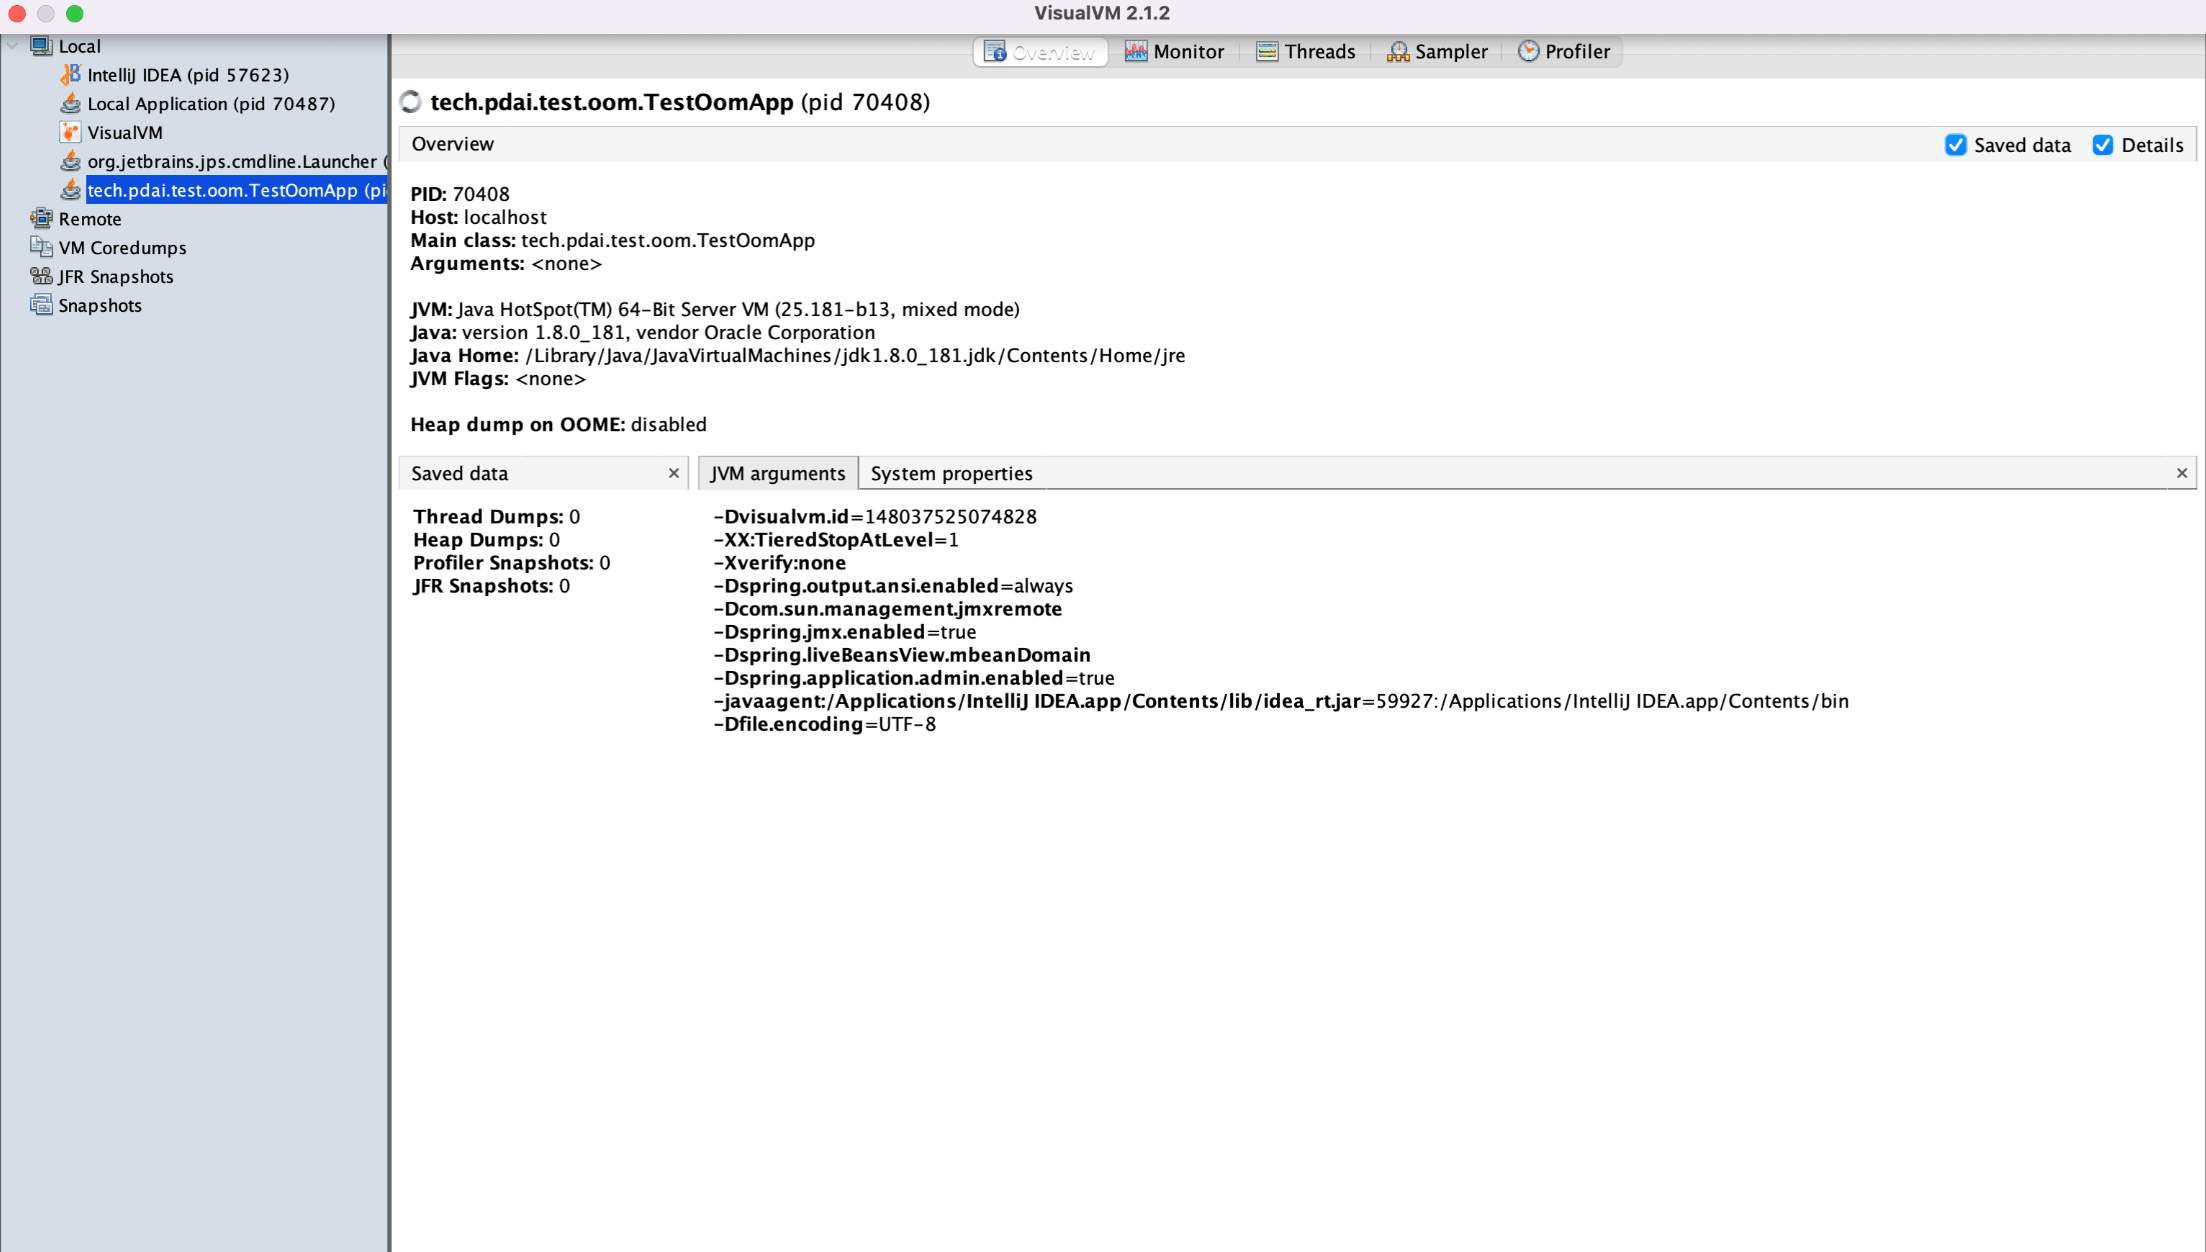 VisualVM 2.1.2
Local
IntelliJ IDEA (pid 57623)
Local Application (pid 70487)
VisualVM
org.jetbrains.jps.cmdline.Launcher (
tech.pdai.test.oom.TestOomApp (pi
Remote
VM Coredumps
JFR Snapshots
Snapshots
Overview Monitor Threads Sampler Profiler
tech.pdai.test.oom.TestOomApp (pid 70408)
Overview Saved data Details
PID: 70408
Host: localhost
Main class: tech.pdai.test.oom.TestOomApp
Arguments: <none>
JVM: Java HotSpot(TM) 64-Bit Server VM (25.181-b13, mixed mode)
Java: version 1.8.0_181, vendor Oracle Corporation
Java Home: /Library/Java/JavaVirtualMachines/jdk1.8.0_181.jdk/Contents/Home/jre
JVM Flags: <none>
Heap dump on OOME: disabled
Saved data
Thread Dumps: 0
Heap Dumps: 0
Profiler Snapshots: 0
JFR Snapshots: 0
JVM arguments System properties
-Dvisualvm.id=148037525074828
-XX:TieredStopAtLevel=1
-Xverify:none
-Dspring.output.ansi.enabled=always
-Dcom.sun.management.jmxremote
-Dspring.jmx.enabled=true
-Dspring.liveBeansView.mbeanDomain
-Dspring.application.admin.enabled=true
-javaagent:/Applications/IntelliJ IDEA.app/Contents/lib/idea_rt.jar=59927:/Applications/IntelliJ IDEA.app/Contents/bin
-Dfile.encoding=UTF-8